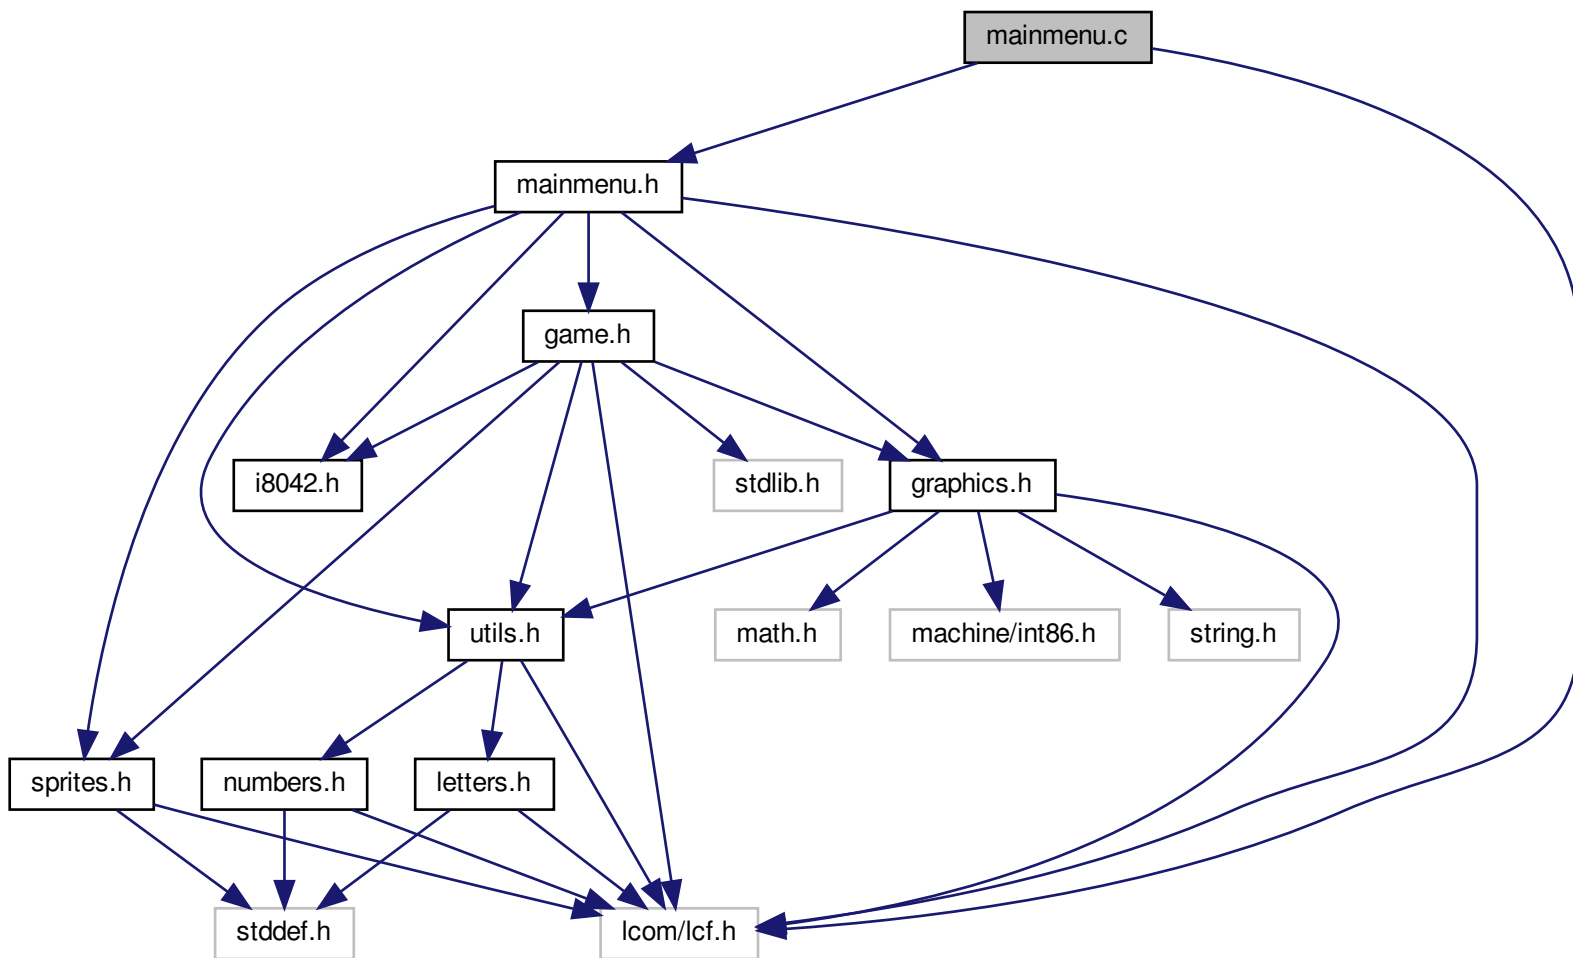 mainmenu.c
mainmenu.h
game.h
i8042.h
stdlib.h
graphics.h
utils.h
math.h
machine/int86.h
string.h
sprites.h
numbers.h
letters.h
stddef.h
lcom/lcf.h